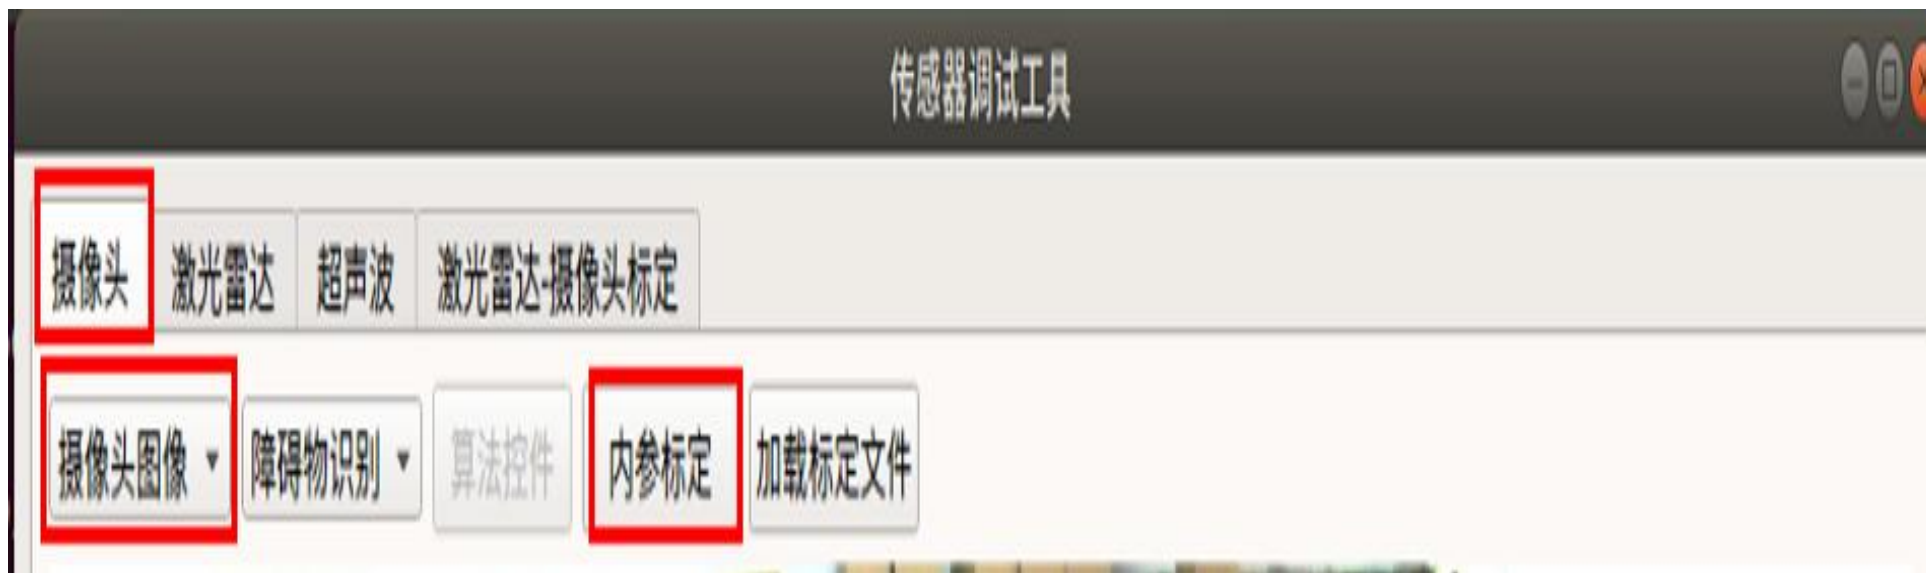 传感器调试工具
摄像头 激光雷达 超声波 激光雷达-摄像头标定
摄像头图像 障碍物识别 算法控件 内参标定 加载标定文件